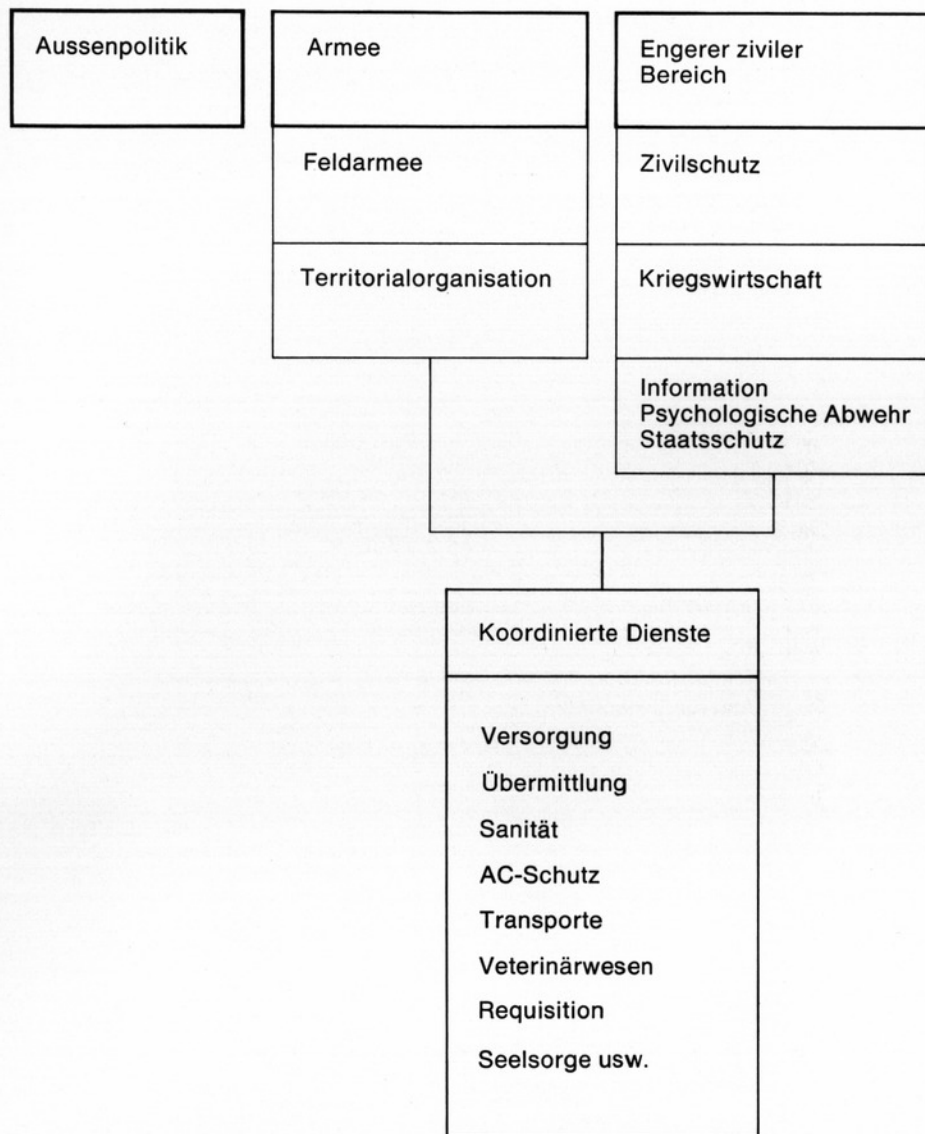 Aussenpolitik
Armee
Feldarmee
Territorialorganisation
Engerer ziviler
Bereich
Zivilschutz
Kriegswirtschaft
Information
Psychologische Abwehr
Staatsschutz
Koordinierte Dienste
Versorgung
Übermittlung
Sanität
AC-Schutz
Transporte
Veterinärwesen
Requisition
Seelsorge usw.